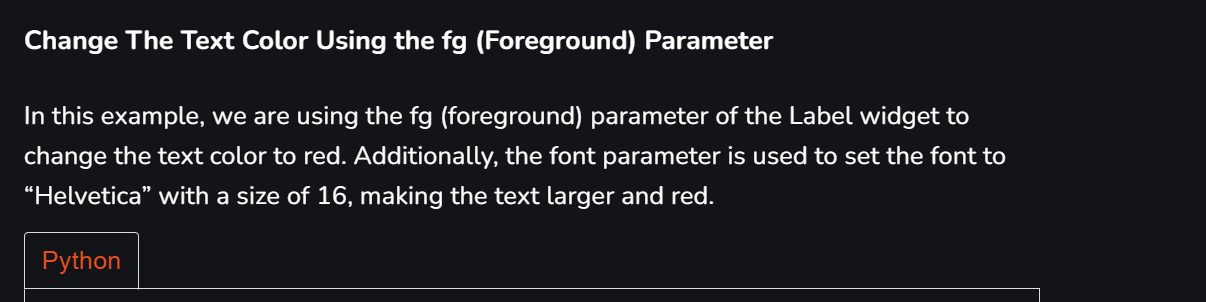 Change The Text Color Using the fg (Foreground) Parameter
In this example, we are using the fg (foreground) parameter of the Label widget to
change the text color to red. Additionally, the font parameter is used to set the font to
“Helvetica” with a size of 16, making the text larger and red.
Python